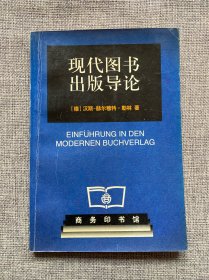 现代图书
出版导论
［德］汉斯-赫尔穆特·勒林 著
EINFÜHRUNG IN DEN
MODERNEN BUCHVERLAG
商务印书馆